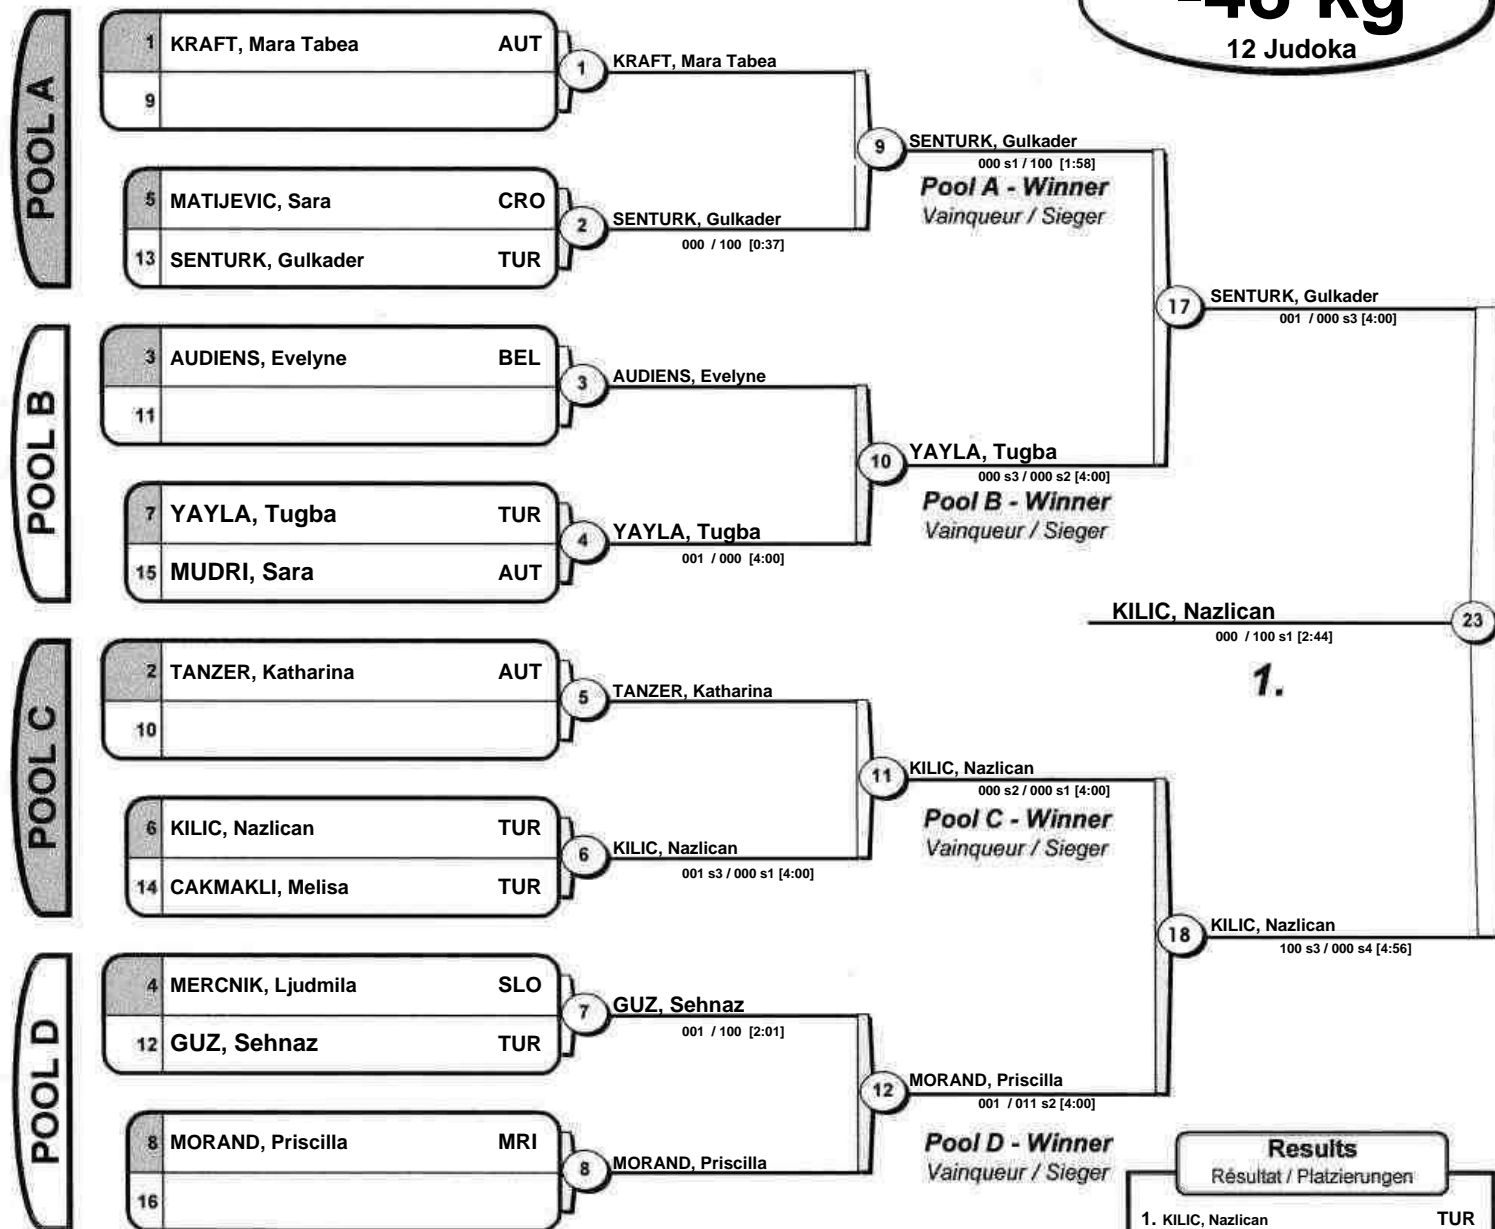 -48 kg
12 Judoka
POOL A
1 KRAFT, Mara Tabea AUT
9
5 MATIJEVIC, Sara CRO
13 SENTURK, Gulkader TUR
1 KRAFT, Mara Tabea
2 SENTURK, Gulkader
000 / 100 [0:37]
9 SENTURK, Gulkader
000 s1 / 100 [1:58]
Pool A - Winner
Vainqueur / Sieger
POOL B
3 AUDIENS, Evelyne BEL
11
7 YAYLA, Tugba TUR
15 MUDRI, Sara AUT
3 AUDIENS, Evelyne
4 YAYLA, Tugba
001 / 000 [4:00]
10 YAYLA, Tugba
000 s3 / 000 s2 [4:00]
Pool B - Winner
Vainqueur / Sieger
17 SENTURK, Gulkader
001 / 000 s3 [4:00]
KILIC, Nazlican 23
000 / 100 s1 [2:44]
1.
POOL C
2 TANZER, Katharina AUT
10
6 KILIC, Nazlican TUR
14 CAKMAKLI, Melisa TUR
5 TANZER, Katharina
6 KILIC, Nazlican
001 s3 / 000 s1 [4:00]
11 KILIC, Nazlican
000 s2 / 000 s1 [4:00]
Pool C - Winner
Vainqueur / Sieger
18 KILIC, Nazlican
100 s3 / 000 s4 [4:56]
POOL D
4 MERCNIK, Ljudmila SLO
12 GUZ, Sehnaz TUR
8 MORAND, Priscilla MRI
16
7 GUZ, Sehnaz
001 / 100 [2:01]
8 MORAND, Priscilla
12 MORAND, Priscilla
001 / 011 s2 [4:00]
Pool D - Winner
Vainqueur / Sieger
Results
Résultat / Platzierungen
1. KILIC, Nazlican TUR